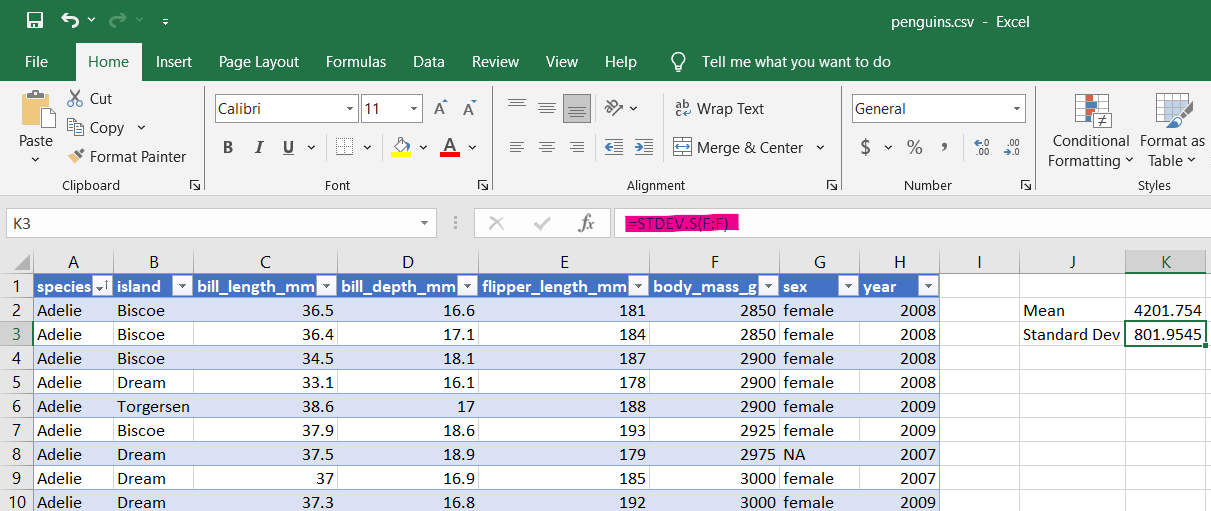 penguins.csv - Excel
File Home Insert Page Layout Formulas Data Review View Help Tell me what you want to do
Paste
Cut
Copy
Format Painter
Clipboard
Calibri 11 A A
B I U A
Font
ab Wrap Text
Merge & Center
Alignment
General
$ % , .00 .00
Number
Conditional Formatting
Format as Table
Styles
K3 fx =STDEV.S(F:F)
A B C D E F G H I J K
1 species island bill_length_mm bill_depth_mm flipper_length_mm body_mass_g sex year
2 Adelie Biscoe 36.5 16.6 181 2850 female 2008 Mean 4201.754
3 Adelie Biscoe 36.4 17.1 184 2850 female 2008 Standard Dev 801.9545
4 Adelie Biscoe 34.5 18.1 187 2900 female 2008
5 Adelie Dream 33.1 16.1 178 2900 female 2008
6 Adelie Torgersen 38.6 17 188 2900 female 2009
7 Adelie Biscoe 37.9 18.6 193 2925 female 2009
8 Adelie Dream 37.5 18.9 179 2975 NA 2007
9 Adelie Dream 37 16.9 185 3000 female 2007
10 Adelie Dream 37.3 16.8 192 3000 female 2009